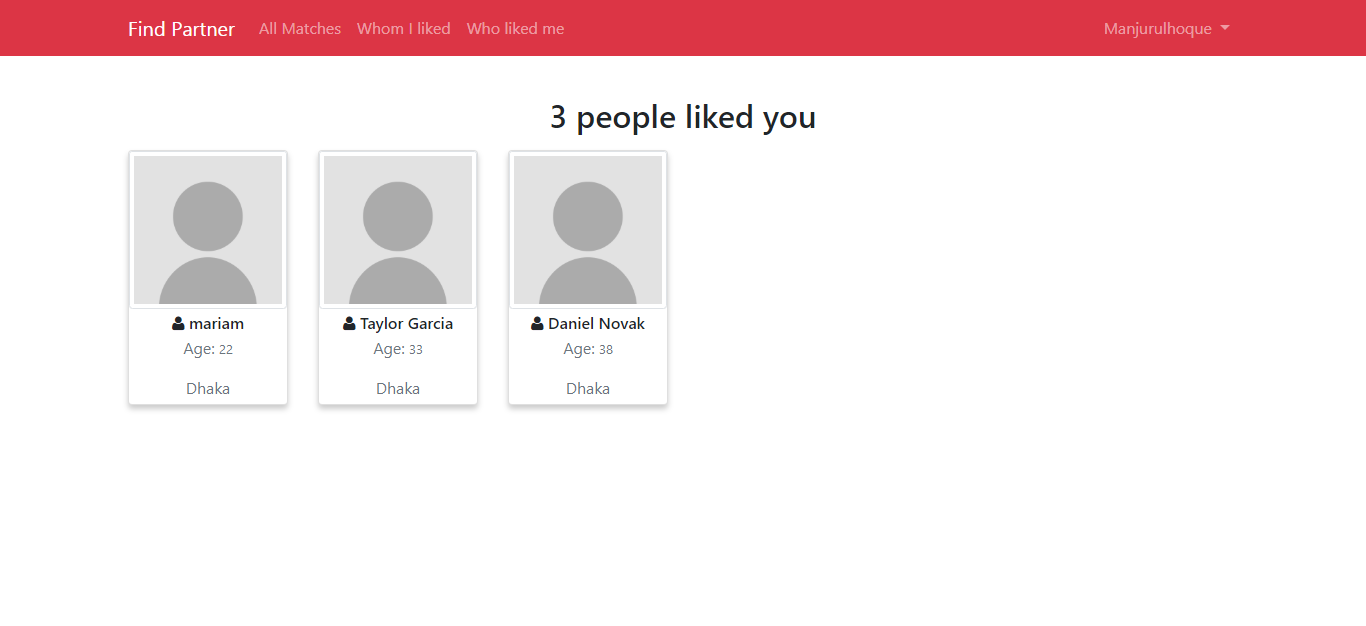 Find Partner All Matches Whom I liked Who liked me Manjurulhoque
3 people liked you
mariam
Age: 22
Dhaka
Taylor Garcia
Age: 33
Dhaka
Daniel Novak
Age: 38
Dhaka